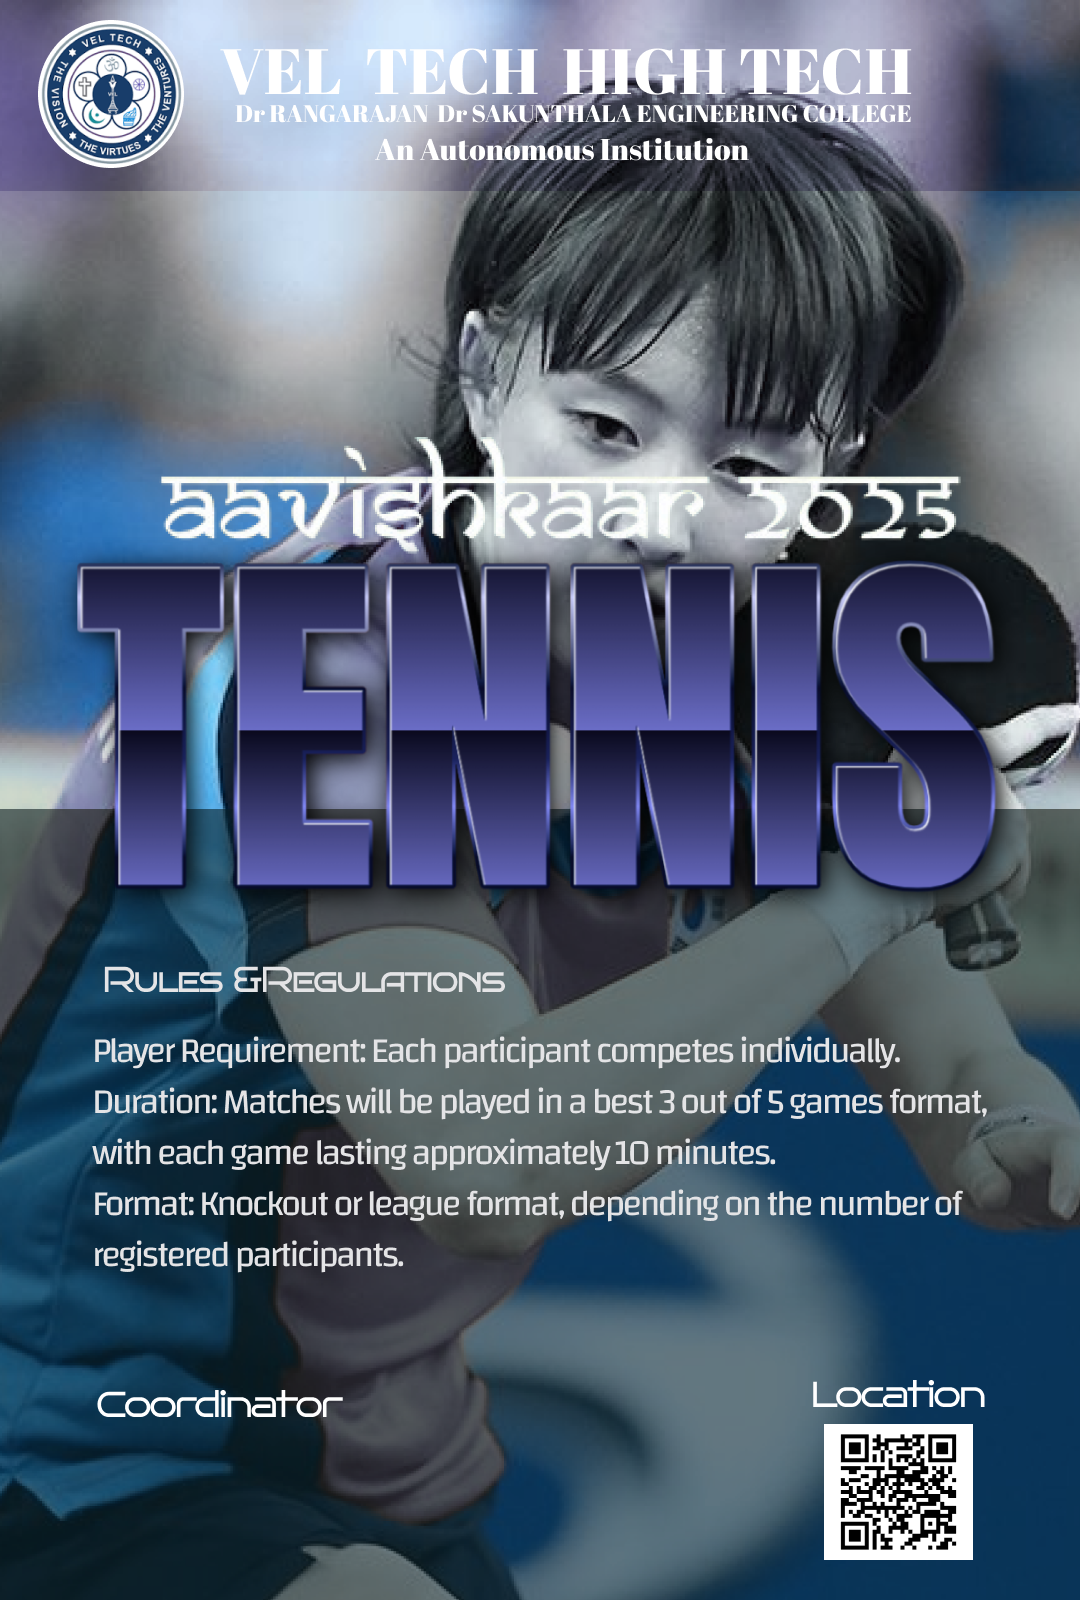 VEL TECH
THE VISION
THE VENTURES
THE VIRTUES
VEL TECH HIGH TECH
Dr RANGARAJAN Dr SAKUNTHALA ENGINEERING COLLEGE
An Autonomous Institution
aavishkaar 2025
TENNIS
Rules &Regulations
Player Requirement: Each participant competes individually.
Duration: Matches will be played in a best 3 out of 5 games format,
with each game lasting approximately 10 minutes.
Format: Knockout or league format, depending on the number of
registered participants.
Coordinator
Location